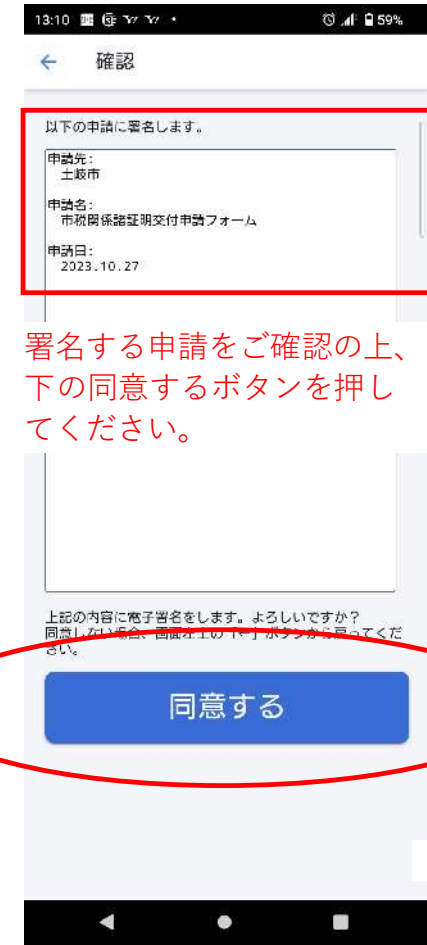 13:10
59%
← 確認
以下の申請に署名します。
申請先:
土岐市
申請名:
市税関係諸証明交付申請フォーム
申請日:
2023.10.27
署名する申請をご確認の上、
下の同意するボタンを押し
てください。
上記の内容に電子署名をします。よろしいですか?
同意しない場合、画面左上の「←」ボタンから戻ってくだ
さい。
同意する